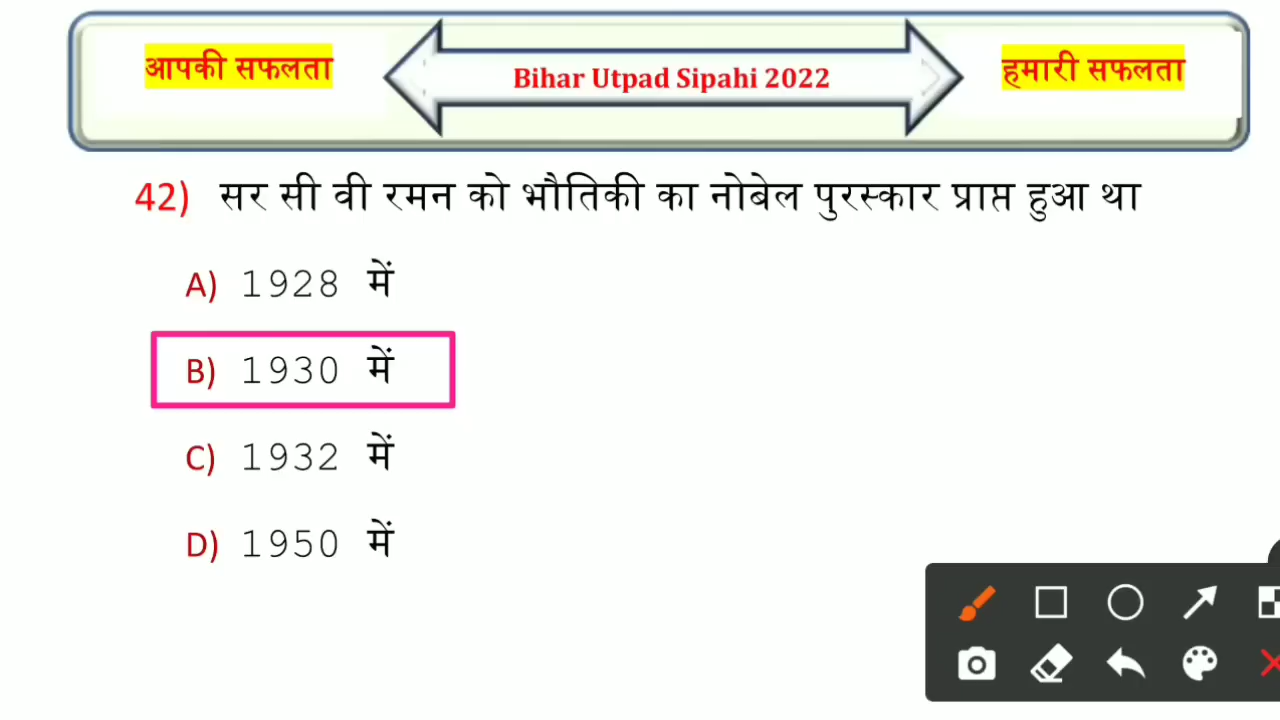 आपकी सफलता
Bihar Utpad Sipahi 2022
हमारी सफलता
42) सर सी वी रमन को भौतिकी का नोबेल पुरस्कार प्राप्त हुआ था
A) 1928 में
B) 1930 में
C) 1932 में
D) 1950 में